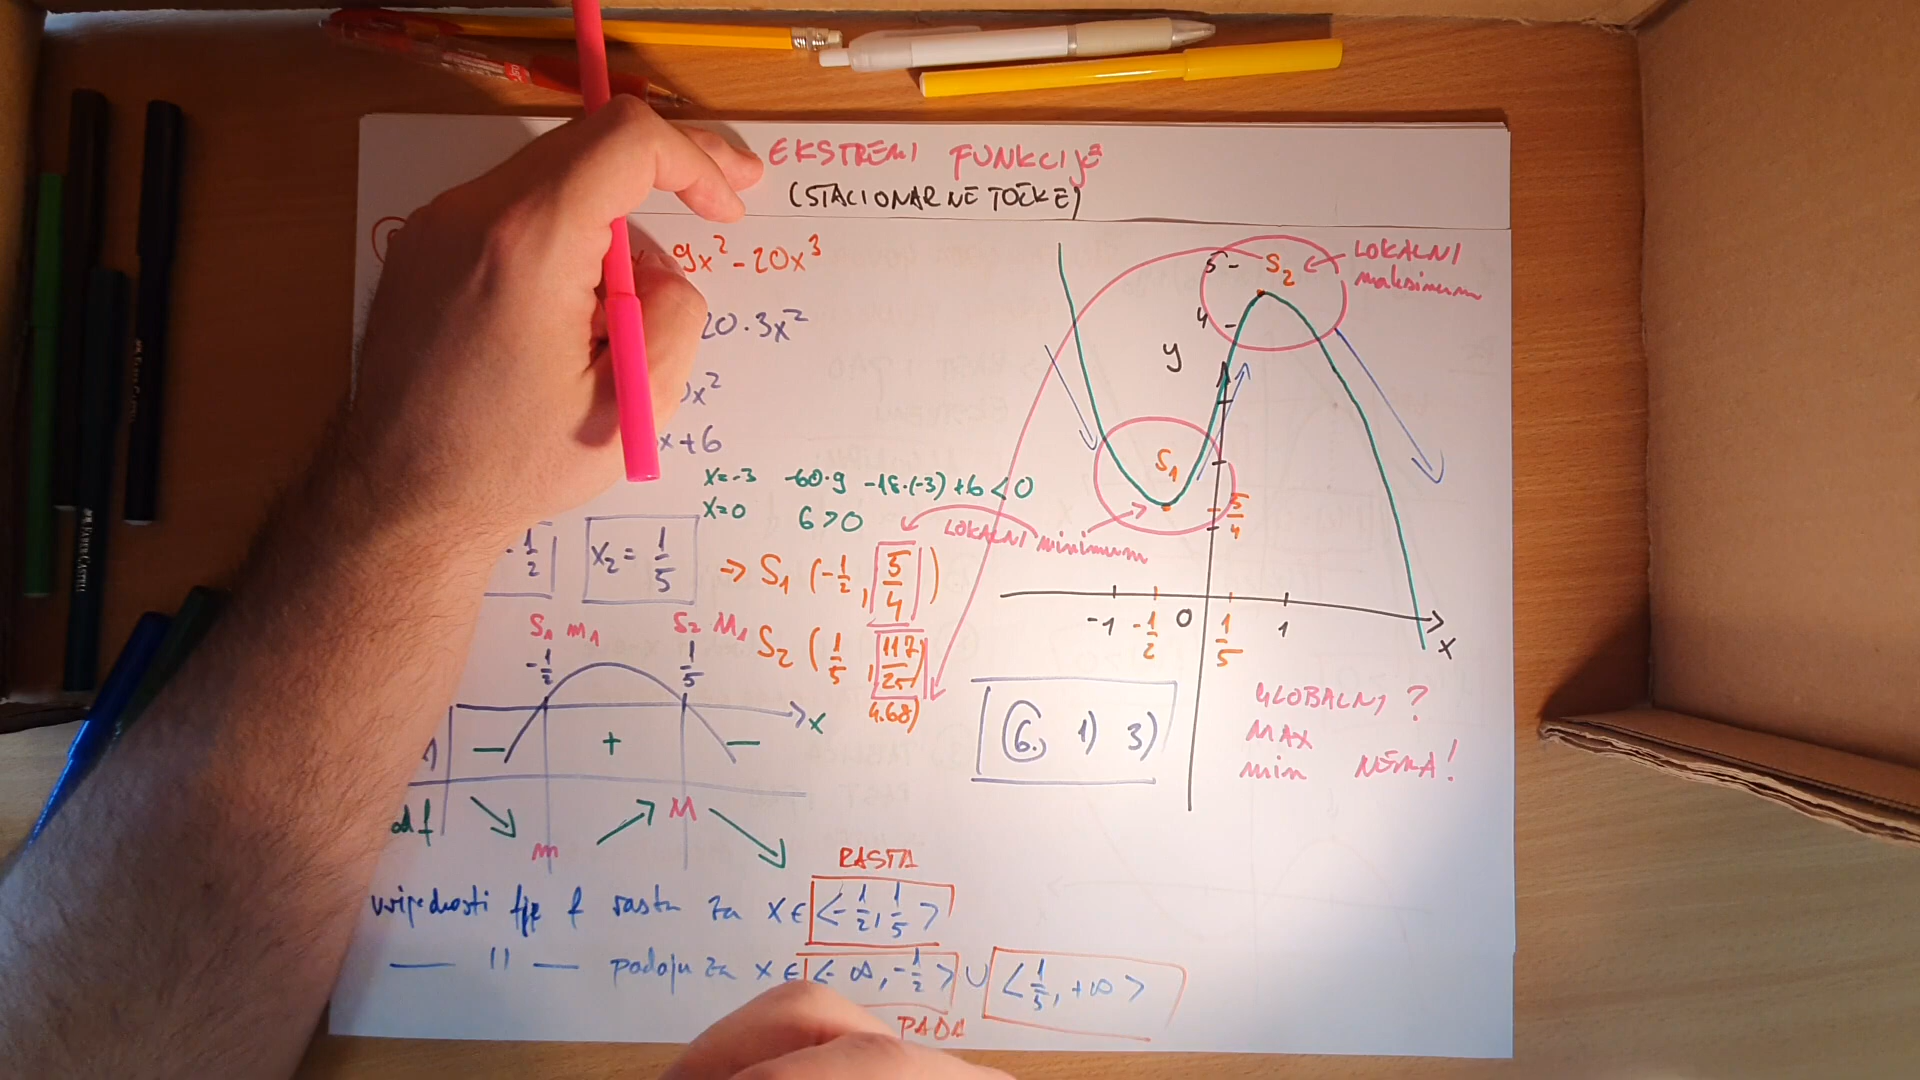 EKSTREMI FUNKCIJE
(STACIONARNE TOČKE)
9x² - 20x³
20 · 3x²
x²
x + 6
x = -3 -60·9 -18·(-3) + 6 < 0
x = 0 6 > 0
-1/2 x₂ = 1/5 → S₁ (-1/2, 5/4)
S₂ (1/5, 117/25)
4.68)
S₁ m₁ S₂ M₁
-1/2 1/5
x
- + -
m M
vrijednosti fje f rastu za x ∈ <-1/2, 1/5>
RASTA
— 11 — padaju za x ∈ <-∞, -1/2> ∪ <1/5, +∞>
PADA
LOKALNI minimum
LOKALNI
maksimum
S₂
5
4
y
S₁
5/4
-1 -1/2 0 1/5 1 x
6. 1) 3)
GLOBALNI ?
MAX
min NEMA!